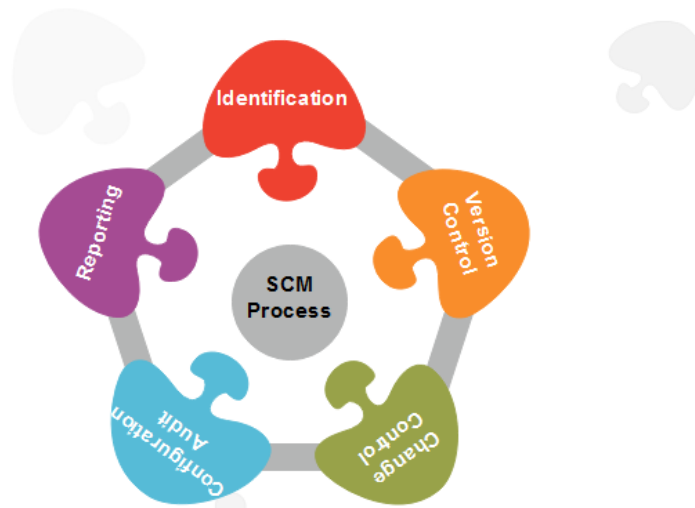 Identification
Version
Control
Change
Control
Configuration
Audit
Reporting
SCM
Process